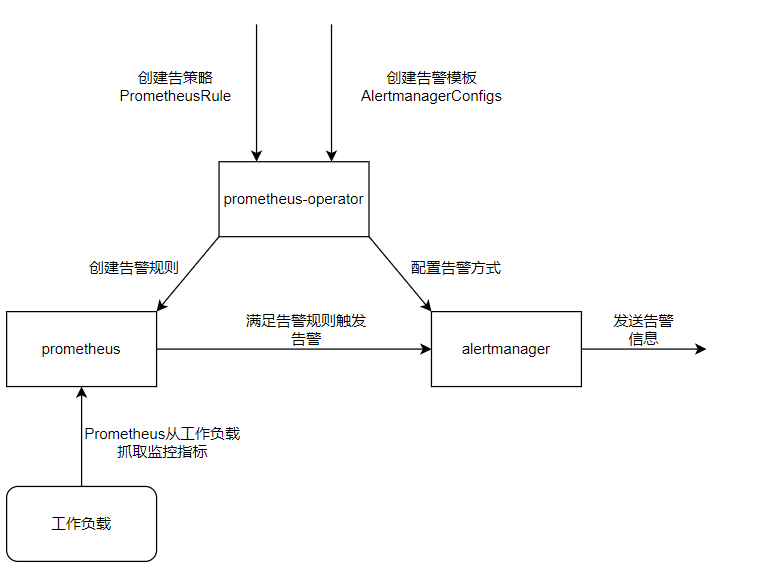 创建告策略
PrometheusRule
创建告警模板
AlertmanagerConfigs
prometheus-operator
创建告警规则
配置告警方式
prometheus
满足告警规则触发
告警
alertmanager
发送告警
信息
Prometheus从工作负载
抓取监控指标
工作负载